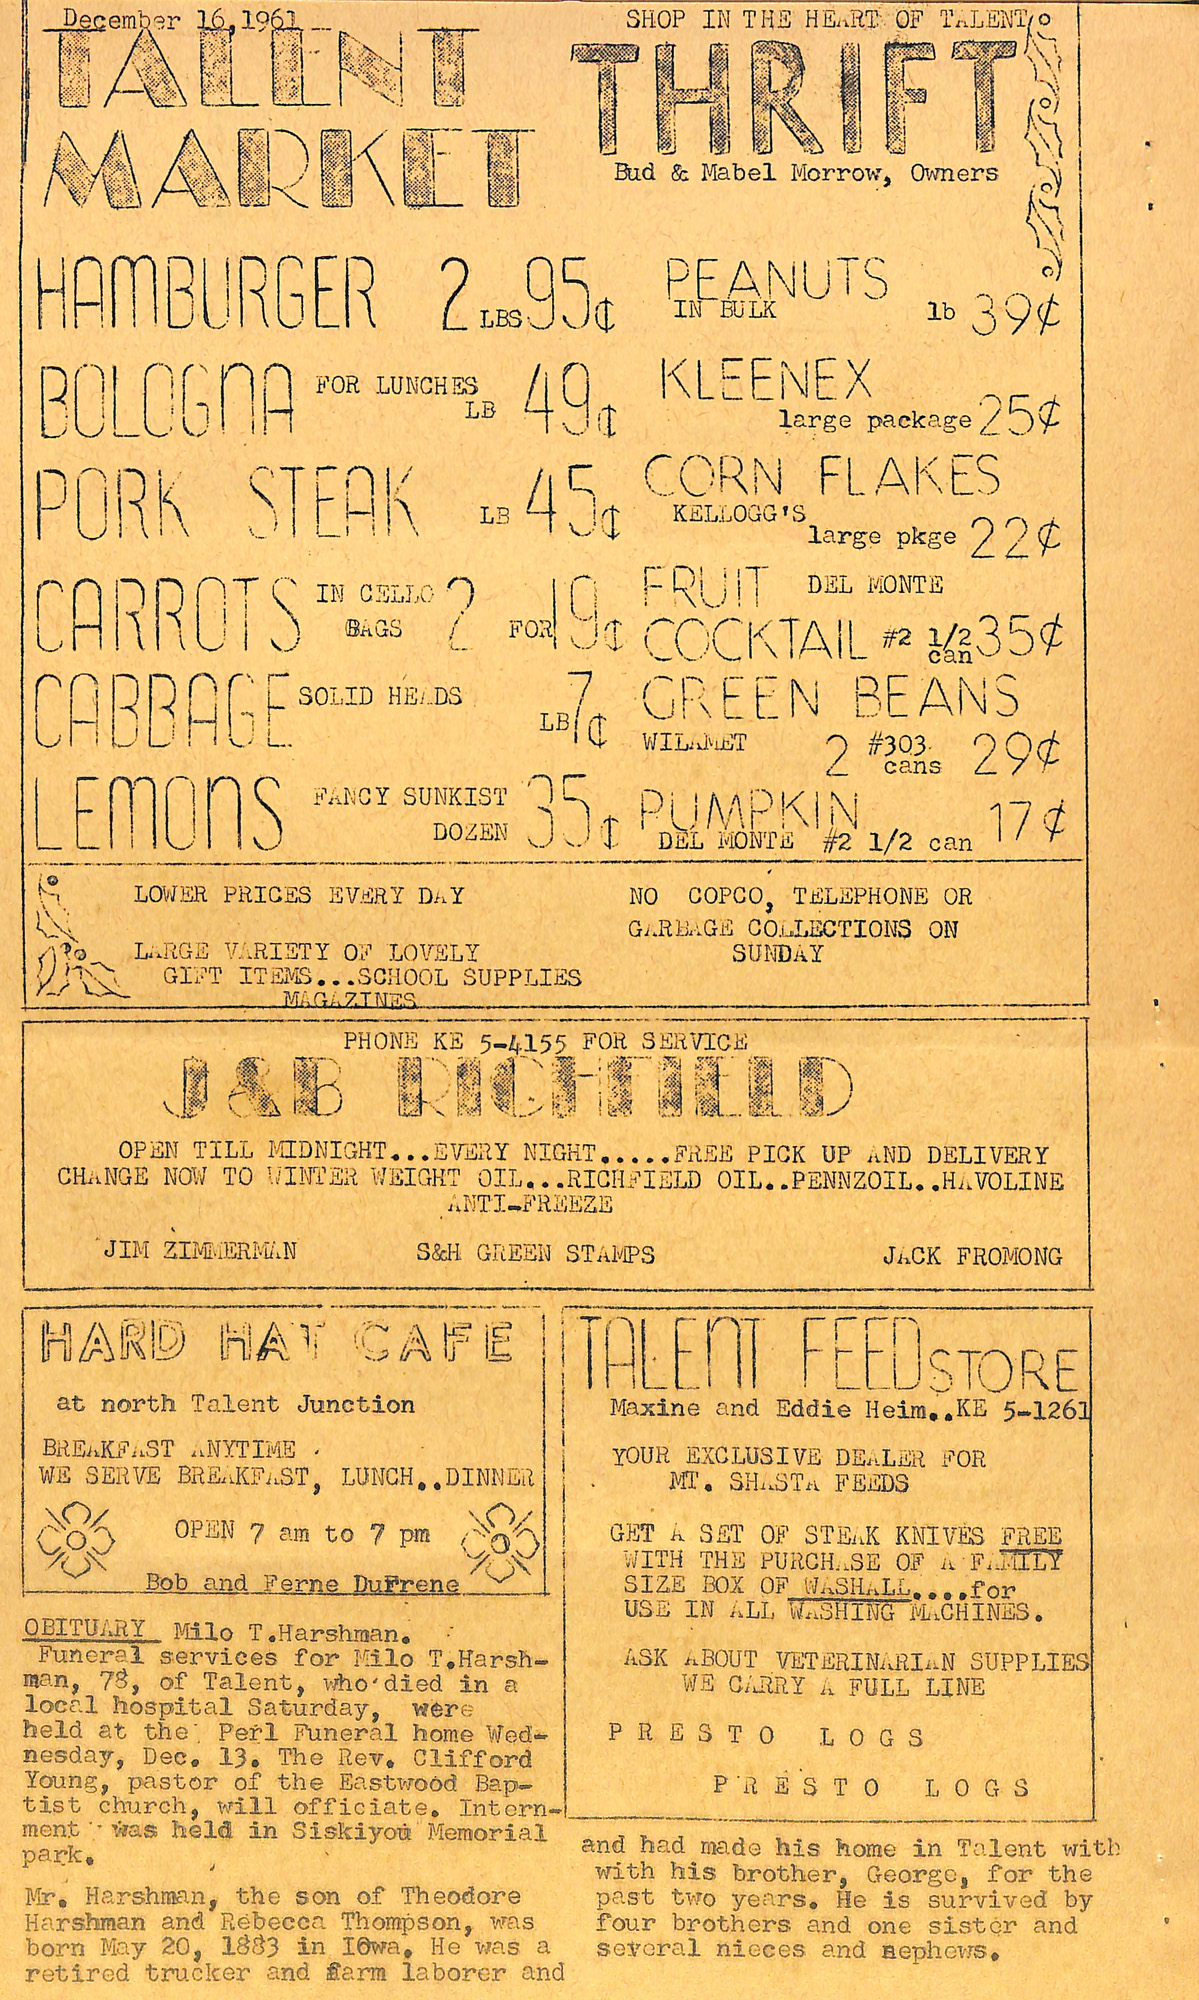 December 16,1961
SHOP IN THE HEART OF TALENT
TALENT
MARKET
THRIFT
Bud & Mabel Morrow, Owners
HAMBURGER 2 LBS 95¢
BOLOGNA FOR LUNCHES
LB 49¢
PORK STEAK LB 45¢
CARROTS IN CELLO
BAGS 2 FOR 19¢
CABBAGE SOLID HEADS
LB 7¢
LEMONS FANCY SUNKIST
DOZEN 35¢
PEANUTS
IN BULK lb 39¢
KLEENEX
large package 25¢
CORN FLAKES
KELLOGG'S
large pkge 22¢
FRUIT DEL MONTE
COCKTAIL #2 1/2
can 35¢
GREEN BEANS
WILAMET 2 #303
cans 29¢
PUMPKIN 17¢
DEL MONTE #2 1/2 can
LOWER PRICES EVERY DAY
LARGE VARIETY OF LOVELY
GIFT ITEMS...SCHOOL SUPPLIES
MAGAZINES
NO COPCO, TELEPHONE OR
GARBAGE COLLECTIONS ON
SUNDAY
PHONE KE 5-4155 FOR SERVICE
J&B RICHFIELD
OPEN TILL MIDNIGHT...EVERY NIGHT.....FREE PICK UP AND DELIVERY
CHANGE NOW TO WINTER WEIGHT OIL...RICHFIELD OIL..PENNZOIL..HAVOLINE
ANTI-FREEZE
JIM ZIMMERMAN S&H GREEN STAMPS JACK FROMONG
HARD HAT CAFE
at north Talent Junction
BREAKFAST ANYTIME
WE SERVE BREAKFAST, LUNCH..DINNER
OPEN 7 am to 7 pm
Bob and Ferne DuFrene
TALENT FEED STORE
Maxine and Eddie Heim..KE 5-1261
YOUR EXCLUSIVE DEALER FOR
MT. SHASTA FEEDS
GET A SET OF STEAK KNIVES FREE
WITH THE PURCHASE OF A FAMILY
SIZE BOX OF WASHALL....for
USE IN ALL WASHING MACHINES.
ASK ABOUT VETERINARIAN SUPPLIES
WE CARRY A FULL LINE
PRESTO LOGS
PRESTO LOGS
OBITUARY Milo T.Harshman.
Funeral services for Milo T.Harsh-
man, 78, of Talent, who died in a
local hospital Saturday, were
held at the Perl Funeral home Wed-
nesday, Dec. 13. The Rev. Clifford
Young, pastor of the Eastwood Bap-
tist church, will officiate. Intern-
ment was held in Siskiyou Memorial
park.
Mr. Harshman, the son of Theodore
Harshman and Rebecca Thompson, was
born May 20, 1883 in Iowa. He was a
retired trucker and farm laborer and
and had made his home in Talent with
with his brother, George, for the
past two years. He is survived by
four brothers and one sister and
several nieces and nephews.